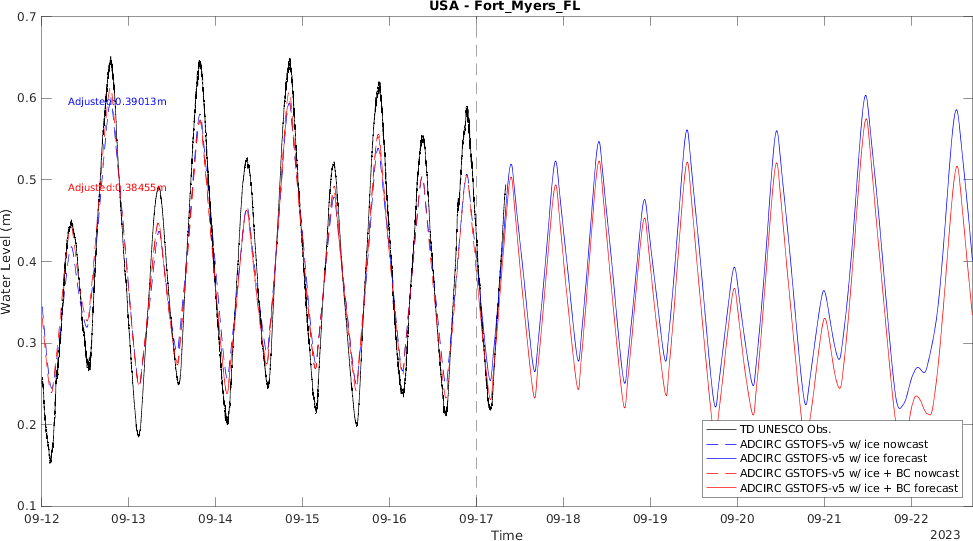 USA - Fort_Myers_FL
0.7
0.6
0.5
0.4
0.3
0.2
0.1
Water Level (m)
Adjusted:0.39013m
Adjusted:0.38455m
TD UNESCO Obs.
ADCIRC GSTOFS-v5 w/ ice nowcast
ADCIRC GSTOFS-v5 w/ ice forecast
ADCIRC GSTOFS-v5 w/ ice + BC nowcast
ADCIRC GSTOFS-v5 w/ ice + BC forecast
09-12 09-13 09-14 09-15 09-16 09-17 09-18 09-19 09-20 09-21 09-22
Time
2023